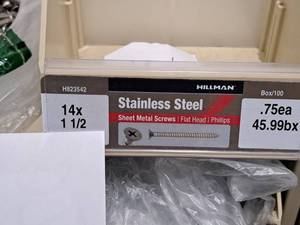 H823542
HILLMAN
Box/100
14x
1 1/2
Stainless Steel
Sheet Metal Screws | Flat Head | Phillips
.75ea
45.99bx